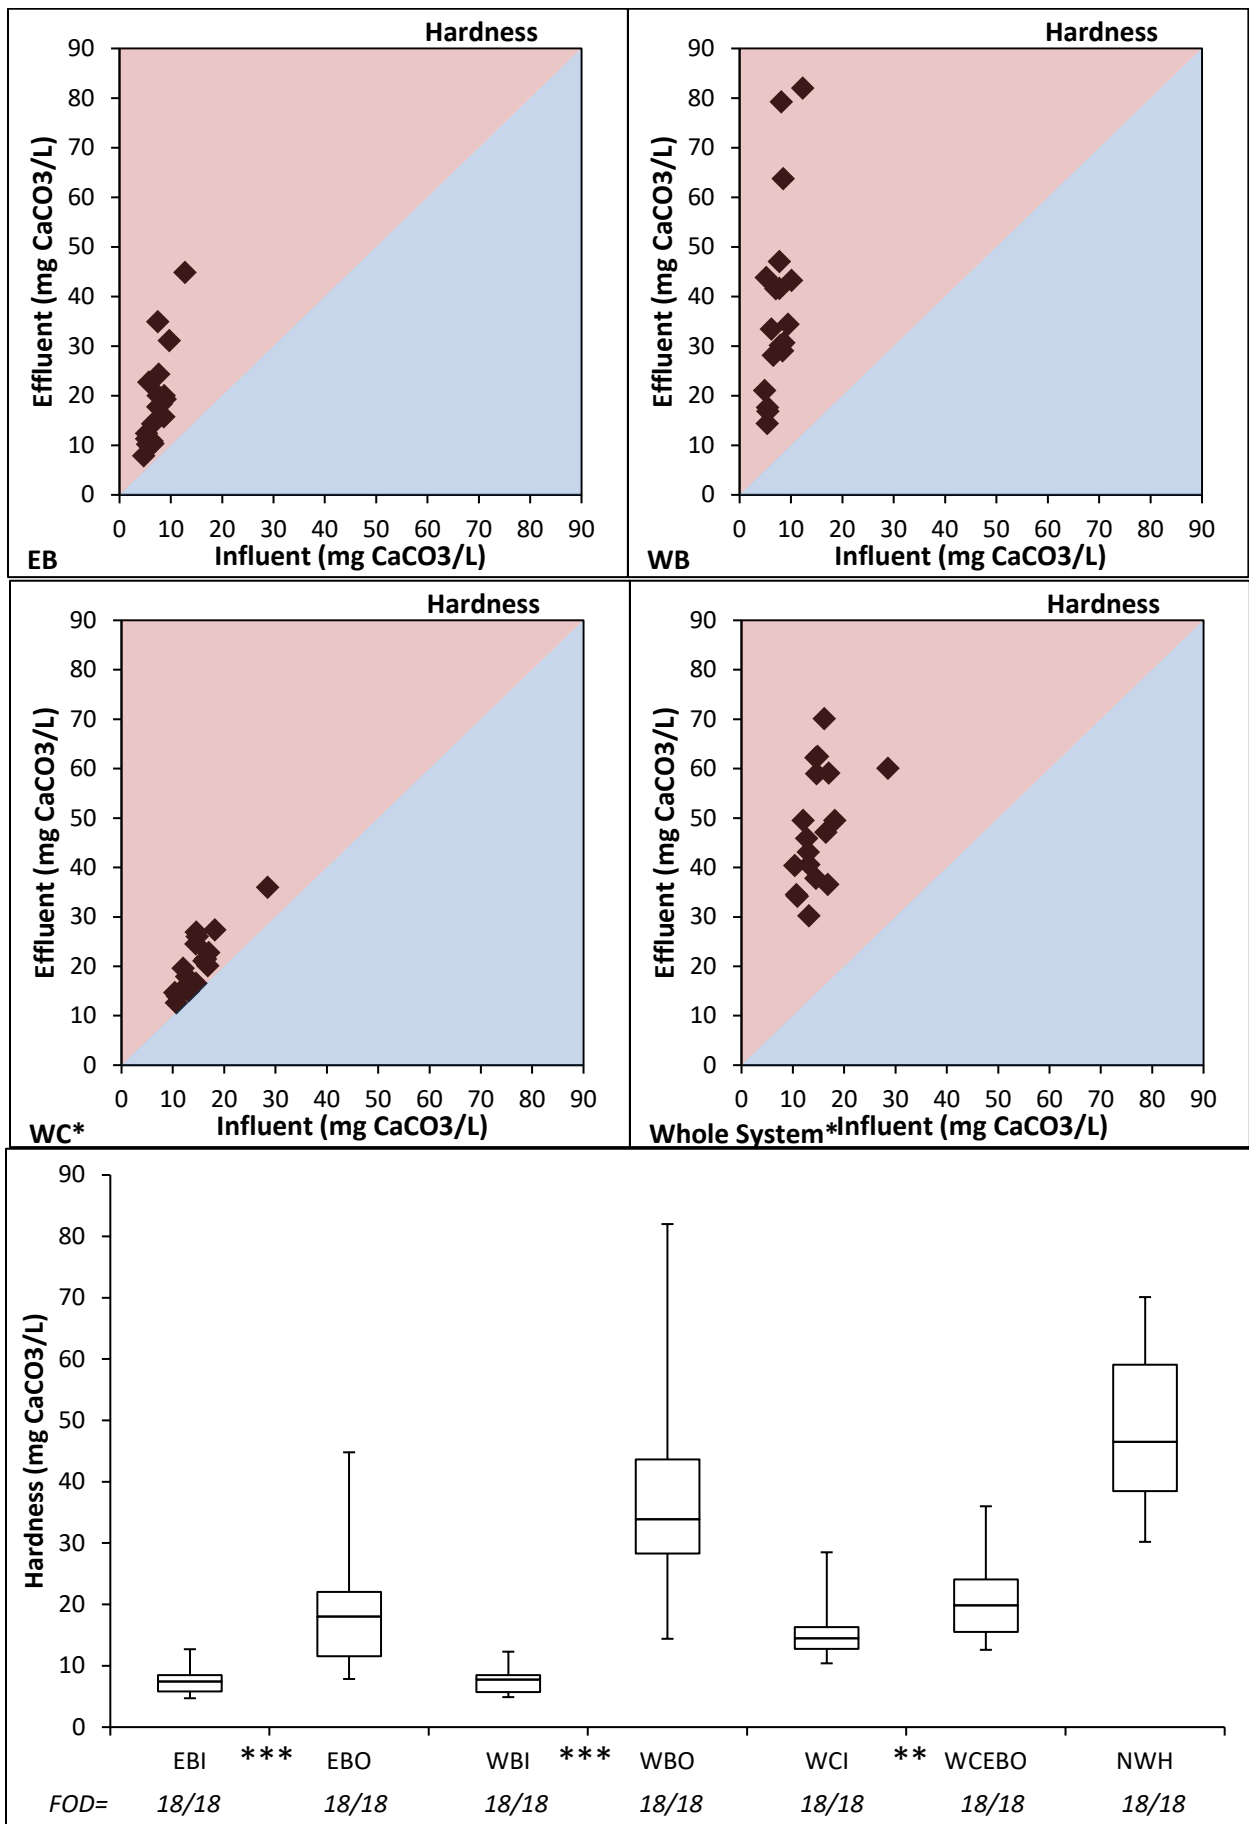 Hardness
90
80
70
60
50
40
30
20
10
0
Effluent (mg CaCO3/L)
0 10 20 30 40 50 60 70 80 90
Influent (mg CaCO3/L)
EB
Hardness
90
80
70
60
50
40
30
20
10
0
Effluent (mg CaCO3/L)
0 10 20 30 40 50 60 70 80 90
Influent (mg CaCO3/L)
WB
Hardness
90
80
70
60
50
40
30
20
10
0
Effluent (mg CaCO3/L)
0 10 20 30 40 50 60 70 80 90
Influent (mg CaCO3/L)
WC*
Hardness
90
80
70
60
50
40
30
20
10
0
Effluent (mg CaCO3/L)
0 10 20 30 40 50 60 70 80 90
Influent (mg CaCO3/L)
Whole System*
90
80
70
60
50
40
30
20
10
0
Hardness (mg CaCO3/L)
EBI *** EBO WBI *** WBO WCI ** WCEBO NWH
FOD= 18/18 18/18 18/18 18/18 18/18 18/18 18/18